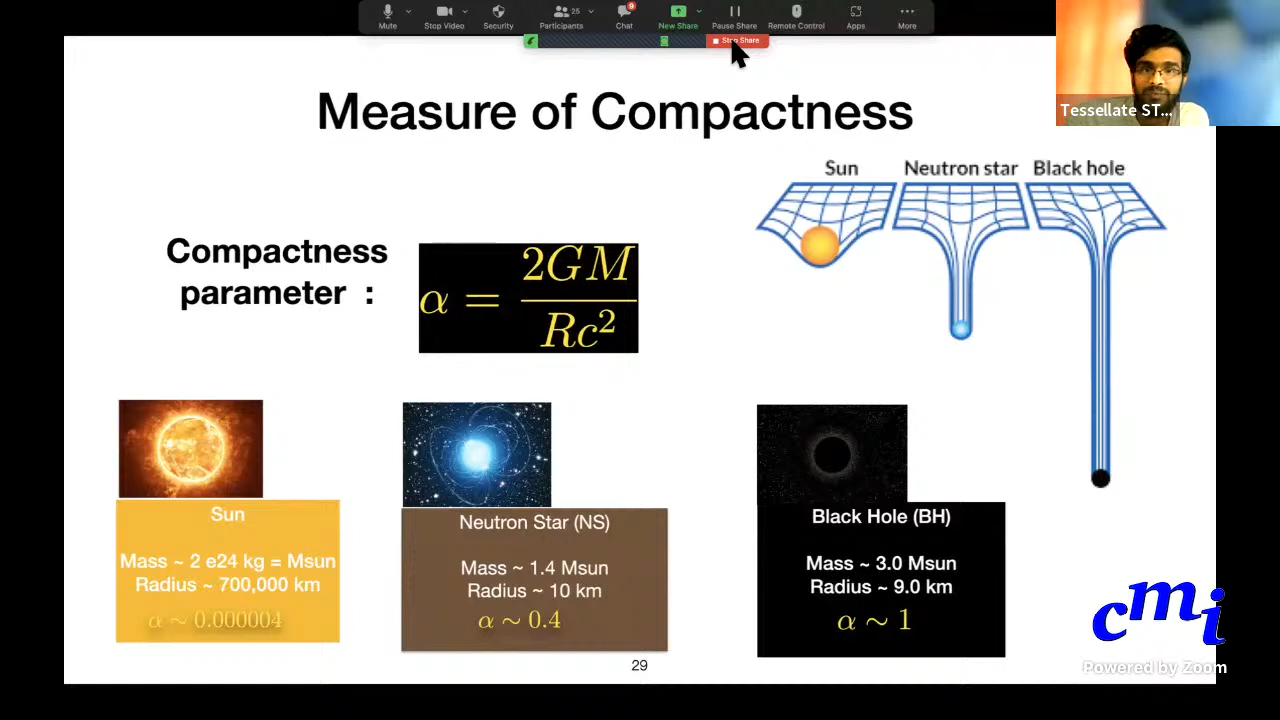 Mute
Stop Video
Security
25
Participants
9
Chat
New Share
Pause Share
Remote Control
Apps
More
Stop Share
Tessellate ST...
Measure of Compactness
Sun
Neutron star
Black hole
Compactness
parameter :
α = 2GM / Rc²
Sun
Mass ~ 2 e24 kg = Msun
Radius ~ 700,000 km
α ∼ 0.000004
Neutron Star (NS)
Mass ~ 1.4 Msun
Radius ~ 10 km
α ∼ 0.4
Black Hole (BH)
Mass ~ 3.0 Msun
Radius ~ 9.0 km
α ∼ 1
29
cmi
Powered by Zoom